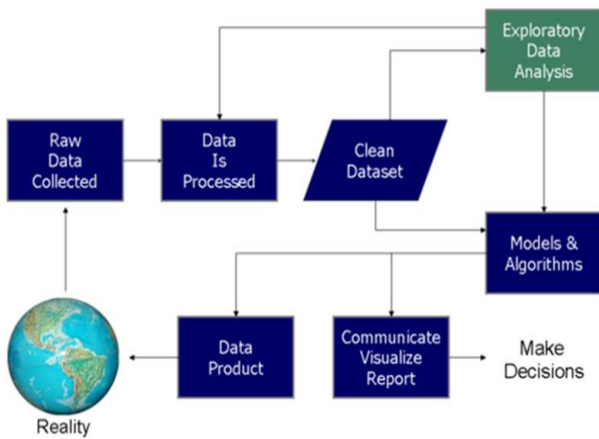 Exploratory
Data
Analysis
Raw
Data
Collected
Data
Is
Processed
Clean
Dataset
Models &
Algorithms
Data
Product
Communicate
Visualize
Report
Make
Decisions
Reality